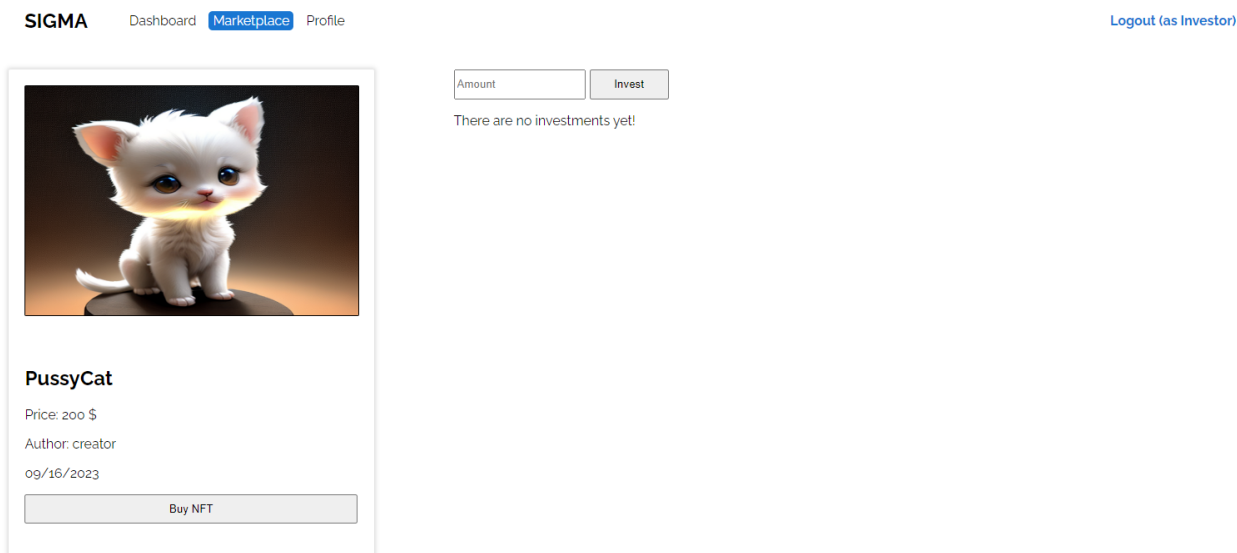 SIGMA Dashboard Marketplace Profile Logout (as Investor)
Amount Invest
There are no investments yet!
PussyCat
Price: 200 $
Author: creator
09/16/2023
Buy NFT